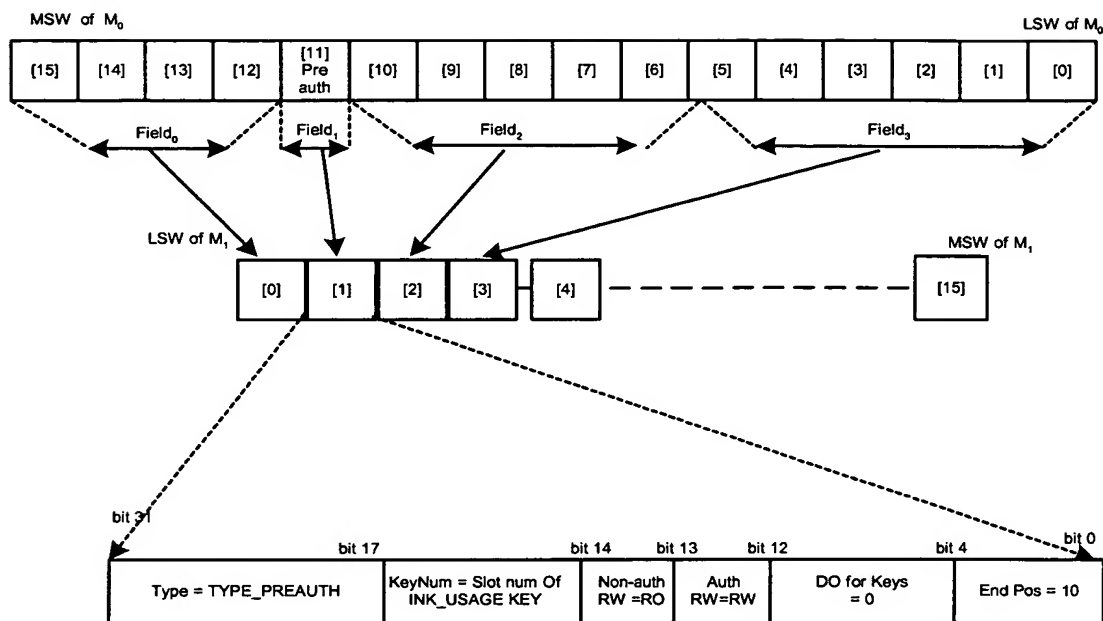 MSW of M0
LSW of M0
[15] [14] [13] [12] [11] Pre auth [10] [9] [8] [7] [6] [5] [4] [3] [2] [1] [0]
Field0 Field1 Field2 Field3
LSW of M1
MSW of M1
[0] [1] [2] [3] [4] [15]
bit 31
bit 17 bit 14 bit 13 bit 12 bit 4 bit 0
Type = TYPE_PREAUTH
KeyNum = Slot num Of
INK_USAGE KEY
Non-auth
RW =RO
Auth
RW=RW
DO for Keys
= 0
End Pos = 10